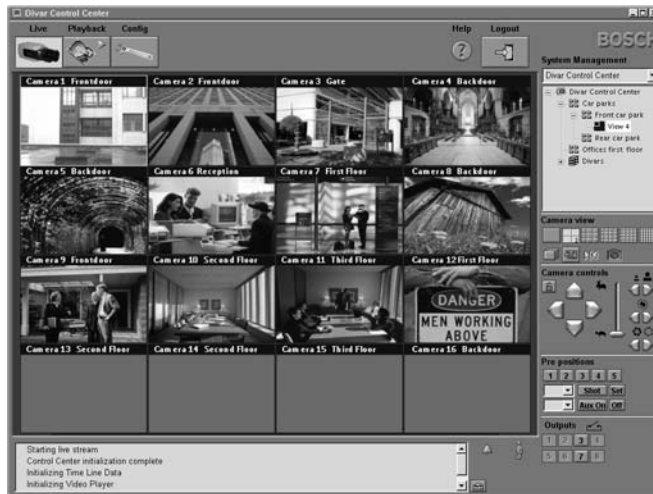 Divar Control Center
Live Playback Config Help Logout
BOSCH
System Management
Divar Control Center
Divar Control Center
Car parks
Front car park
View 4
Rear car park
Offices first floor
Divars
Camera 1 Frontdoor
Camera 2 Frontdoor
Camera 3 Gate
Camera 4 Backdoor
Camera 5 Backdoor
Camera 6 Reception
Camera 7 First Floor
Camera 8 Backdoor
Camera 9 Frontdoor
Camera 10 Second Floor
Camera 11 Third Floor
Camera 12 First Floor
DANGER
MEN WORKING
ABOVE
Camera 13 Second Floor
Camera 14 Second Floor
Camera 15 Third Floor
Camera 16 Backdoor
Camera view
Camera controls
Pre positions
1 2 3 4 5
Shot Set
Aux On Off
Outputs
1 2 3 4
5 6 7 8
Starting live stream
Control Center initialization complete
Initializing Time Line Data
Initializing Video Player